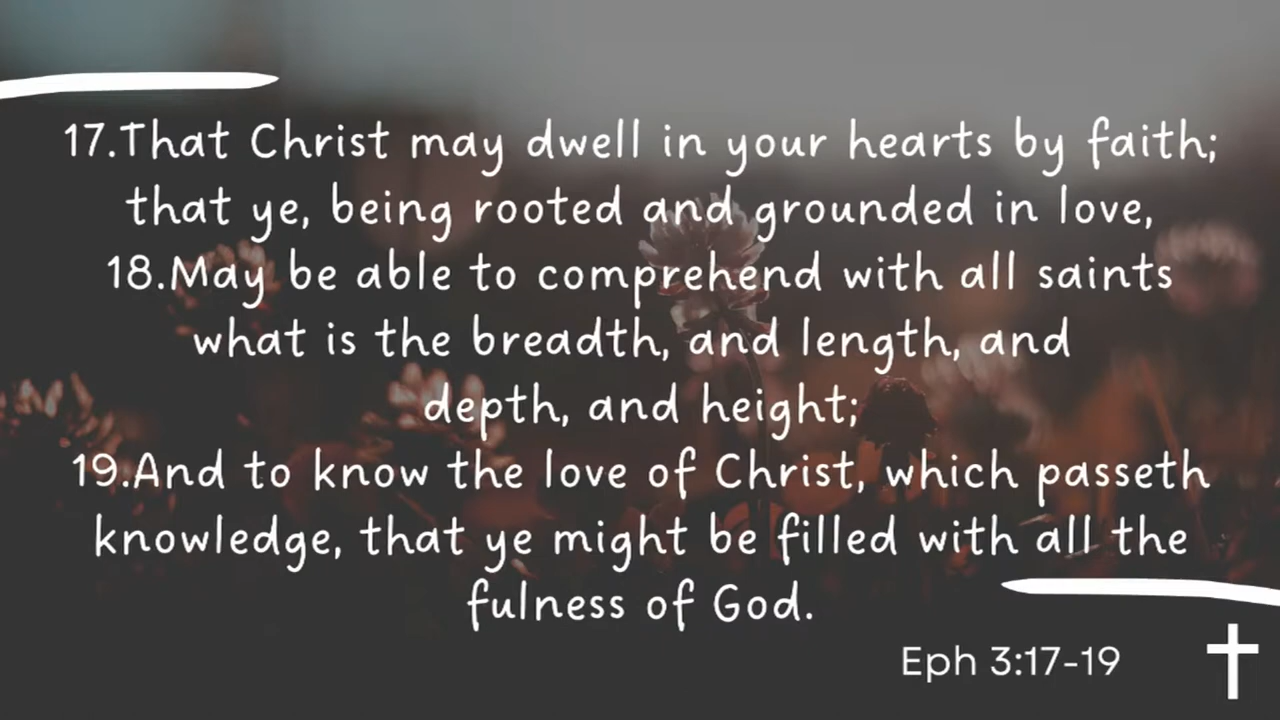 17.That Christ may dwell in your hearts by faith;
that ye, being rooted and grounded in love,
18.May be able to comprehend with all saints
what is the breadth, and length, and
depth, and height;
19.And to know the love of Christ, which passeth
knowledge, that ye might be filled with all the
fulness of God.
Eph 3:17-19